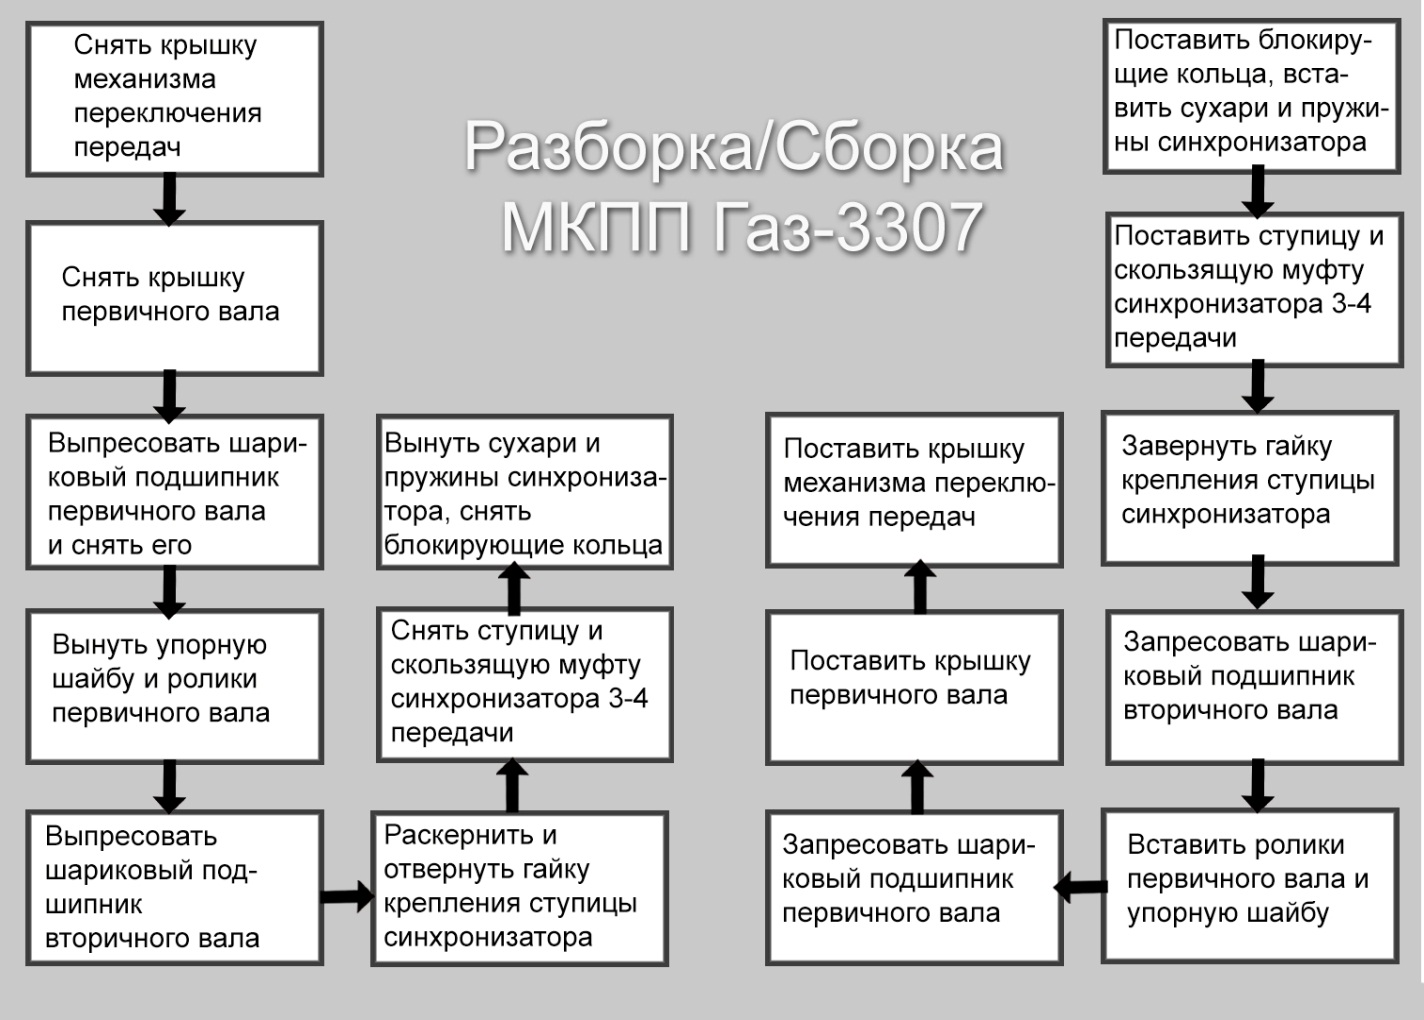 Разборка/Сборка
МКПП Газ-3307
Снять крышку
механизма
переключения
передач
Снять крышку
первичного вала
Выпресовать шари-
ковый подшипник
первичного вала
и снять его
Вынуть упорную
шайбу и ролики
первичного вала
Выпресовать
шариковый под-
шипник
вторичного вала
Раскернить и
отвернуть гайку
крепления ступицы
синхронизатора
Снять ступицу и
скользящую муфту
синхронизатора 3-4
передачи
Вынуть сухари и
пружины синхрониза-
тора, снять
блокирующие кольца
Поставить блокиру-
щие кольца, вста-
вить сухари и пружи-
ны синхронизатора
Поставить ступицу и
скользящую муфту
синхронизатора 3-4
передачи
Завернуть гайку
крепления ступицы
синхронизатора
Запресовать шари-
ковый подшипник
вторичного вала
Вставить ролики
первичного вала и
упорную шайбу
Запресовать шари-
ковый подшипник
первичного вала
Поставить крышку
первичного вала
Поставить крышку
механизма переклю-
чения передач